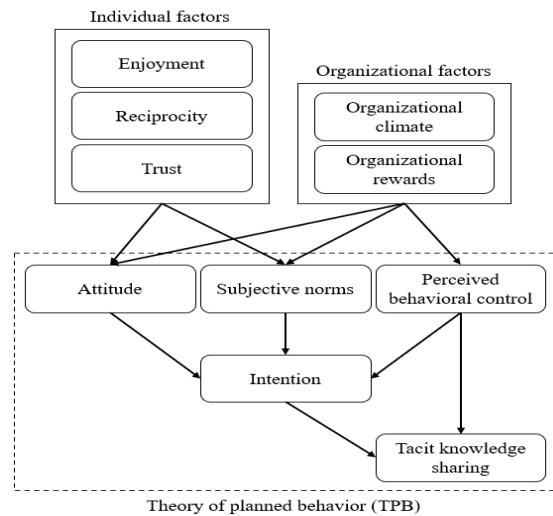 Individual factors
Enjoyment
Reciprocity
Trust
Organizational factors
Organizational
climate
Organizational
rewards
Attitude
Subjective norms
Perceived
behavioral control
Intention
Tacit knowledge
sharing
Theory of planned behavior (TPB)